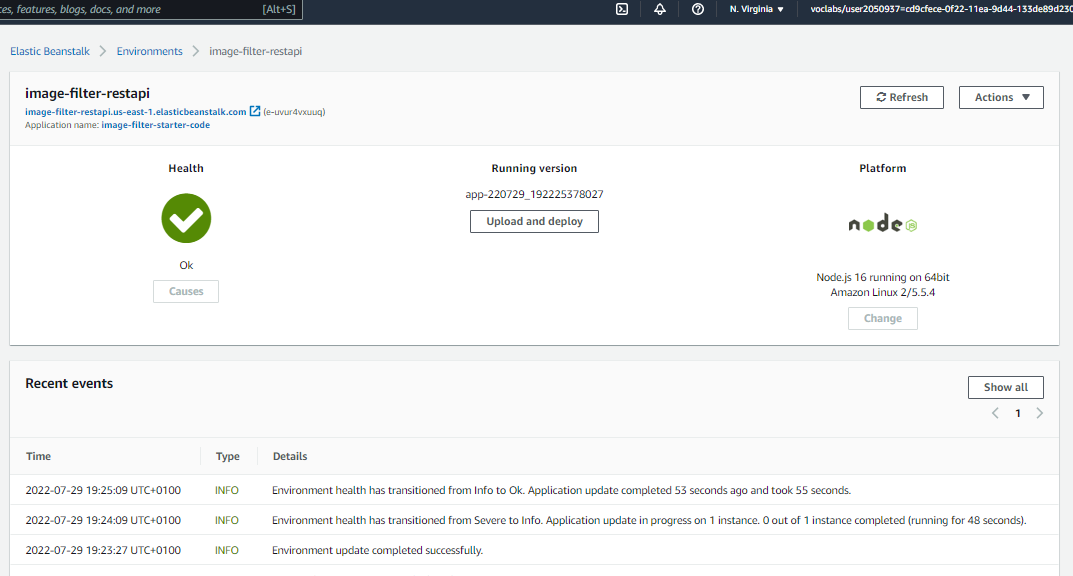 ces, features, blogs, docs, and more [Alt+S] N. Virginia ▼ voclabs/user2050937=cd9cfece-0f22-11ea-9d44-133de89d230
Elastic Beanstalk > Environments > image-filter-restapi
image-filter-restapi
image-filter-restapi.us-east-1.elasticbeanstalk.com (e-uvur4vxuuq)
Application name: image-filter-starter-code
Refresh
Actions ▼
Health
Ok
Causes
Running version
app-220729_192225378027
Upload and deploy
Platform
node JS
Node.js 16 running on 64bit
Amazon Linux 2/5.5.4
Change
Recent events
Show all
< 1 >
Time Type Details
2022-07-29 19:25:09 UTC+0100 INFO Environment health has transitioned from Info to Ok. Application update completed 53 seconds ago and took 55 seconds.
2022-07-29 19:24:09 UTC+0100 INFO Environment health has transitioned from Severe to Info. Application update in progress on 1 instance. 0 out of 1 instance completed (running for 48 seconds).
2022-07-29 19:23:27 UTC+0100 INFO Environment update completed successfully.